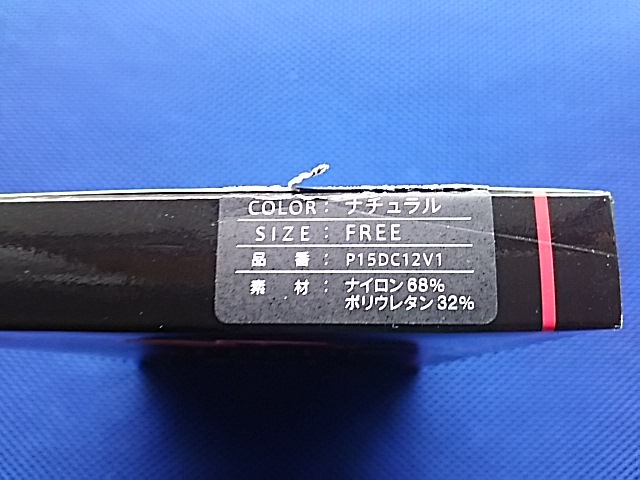 COLOR： ナチュラル
SIZE： FREE
品番： P15DC12V1
素材： ナイロン68%
ポリウレタン32%